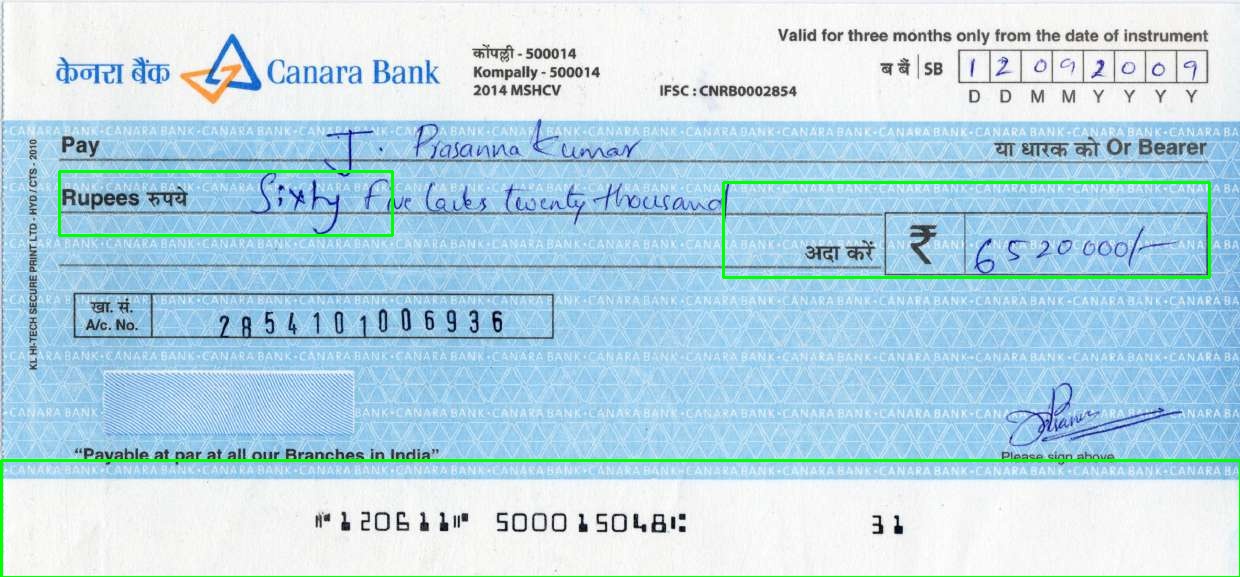 Valid for three months only from the date of instrument
केनरा बैंक Canara Bank
कोंपल्ली - 500014
Kompally - 500014
2014 MSHCV
IFSC : CNRB0002854
ब बैं SB 1 2 0 9 2 0 0 9
D D M M Y Y Y Y
Pay J. Prasanna Kumar या धारक को Or Bearer
Rupees रुपये Sixty five lakes twenty thousand
अदा करें ₹ 6520000/-
खा. सं.
A/c. No. 2854101006936
KL HI-TECH SECURE PRINT LTD - HYD / CTS - 2010
"Payable at par at all our Branches in India"
Please sign above
CANARA BANK
⑈120611⑈ 500015048⑆ 31